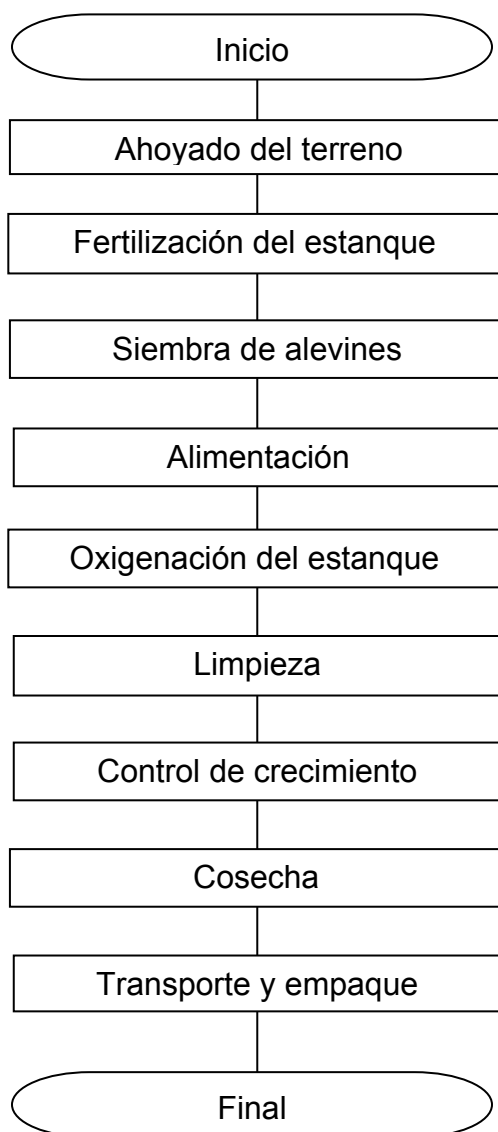 Inicio
Ahoyado del terreno
Fertilización del estanque
Siembra de alevines
Alimentación
Oxigenación del estanque
Limpieza
Control de crecimiento
Cosecha
Transporte y empaque
Final